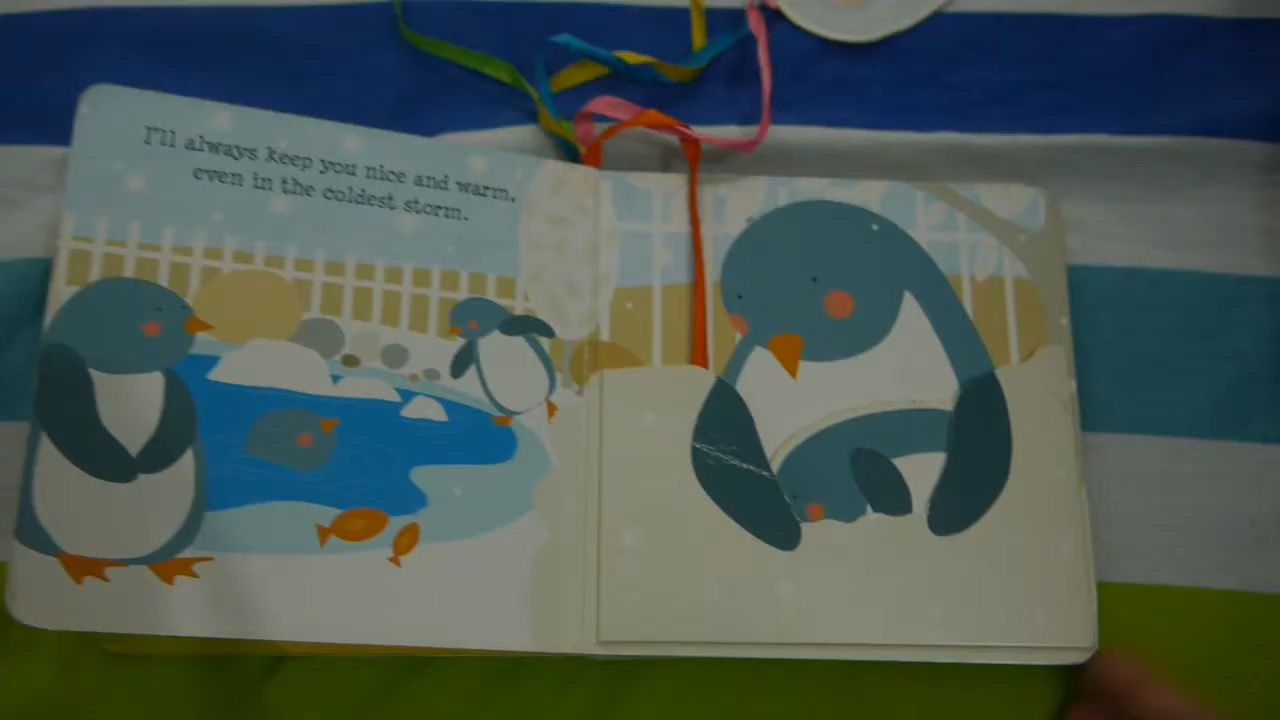 I'll always keep you nice and warm,
even in the coldest storm.